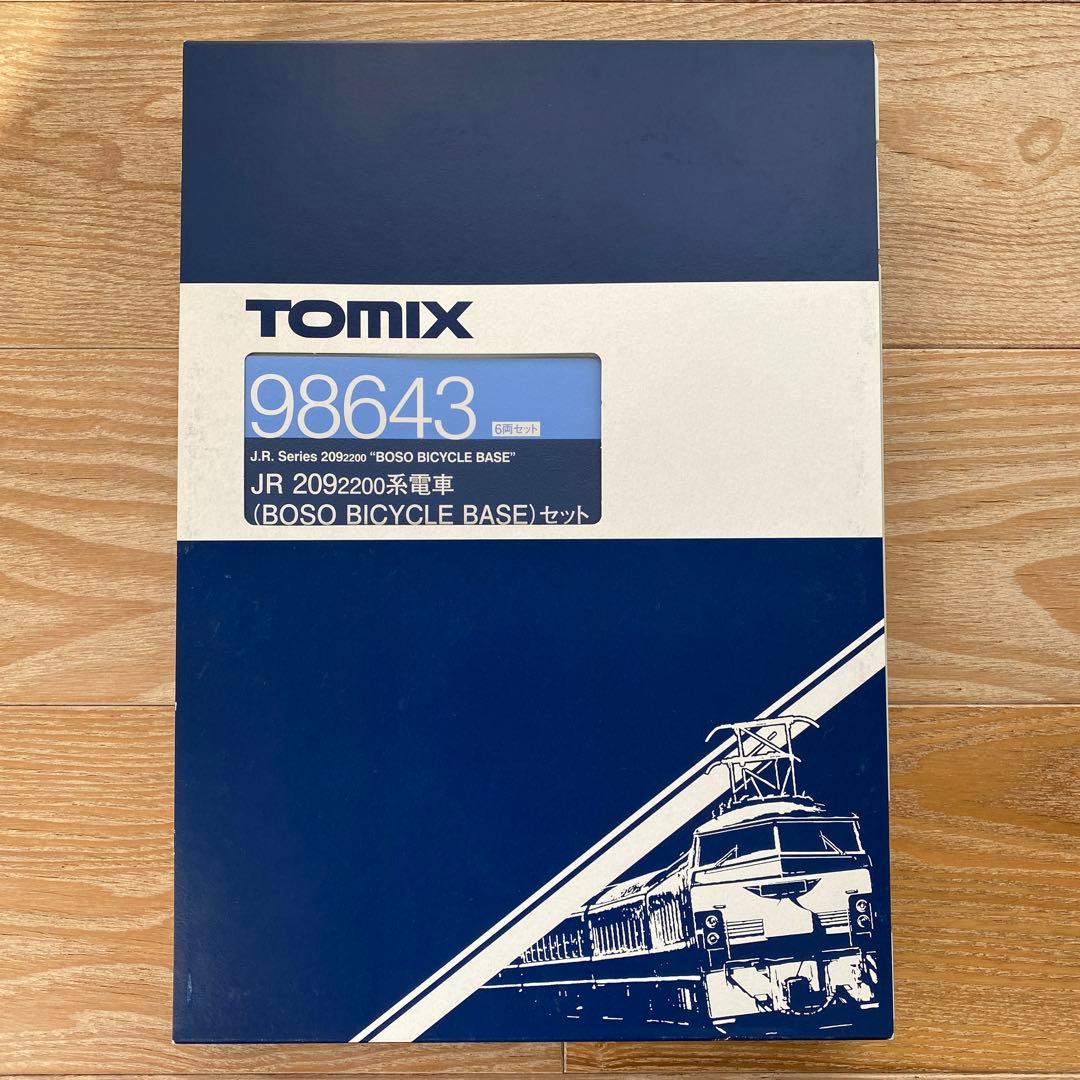 TOMIX
98643 6両セット
J.R. Series 2092200 “BOSO BICYCLE BASE”
JR 2092200系電車
(BOSO BICYCLE BASE)セット